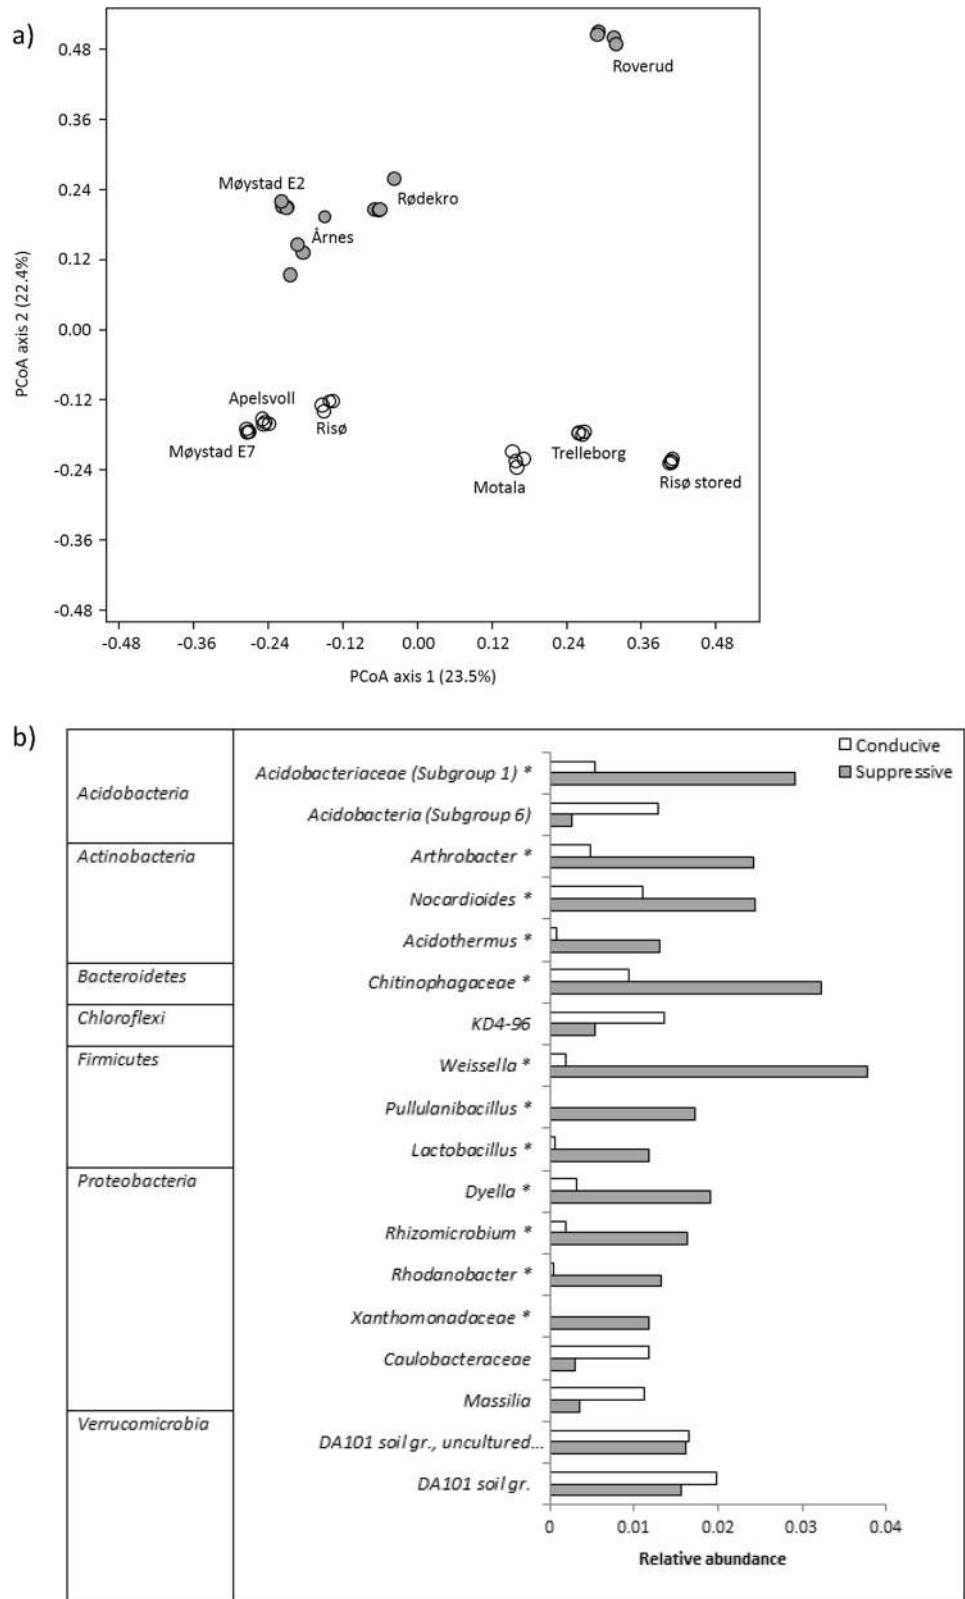 a)
0.48
0.36
0.24
0.12
0.00
-0.12
-0.24
-0.36
-0.48
PCoA axis 2 (22.4%)
Roverud
Møystad E2
Rødekro
Årnes
Apelsvoll
Risø
Møystad E7
Trelleborg
Motala
Risø stored
-0.48 -0.36 -0.24 -0.12 0.00 0.12 0.24 0.36 0.48
PCoA axis 1 (23.5%)
b)
Conducive
Suppressive
Acidobacteria
Acidobacteriaceae (Subgroup 1) *
Acidobacteria (Subgroup 6)
Actinobacteria
Arthrobacter *
Nocardioides *
Acidothermus *
Bacteroidetes
Chitinophagaceae *
Chloroflexi
KD4-96
Firmicutes
Weissella *
Pullulanibacillus *
Lactobacillus *
Proteobacteria
Dyella *
Rhizomicrobium *
Rhodanobacter *
Xanthomonadaceae *
Caulobacteraceae
Massilia
Verrucomicrobia
DA101 soil gr., uncultured...
DA101 soil gr.
0 0.01 0.02 0.03 0.04
Relative abundance